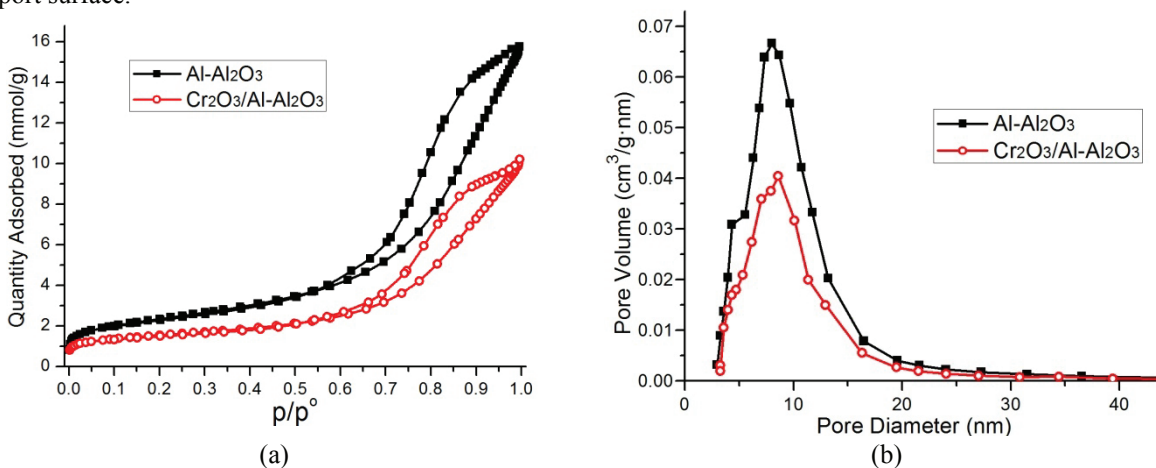 port surface.
Quantity Adsorbed (mmol/g)
16
14
12
10
8
6
4
2
0
Al-Al₂O₃
Cr₂O₃/Al-Al₂O₃
0.0 0.1 0.2 0.3 0.4 0.5 0.6 0.7 0.8 0.9 1.0
p/p°
(a)
Pore Volume (cm³/g·nm)
0.07
0.06
0.05
0.04
0.03
0.02
0.01
0.00
Al-Al₂O₃
Cr₂O₃/Al-Al₂O₃
0 10 20 30 40
Pore Diameter (nm)
(b)